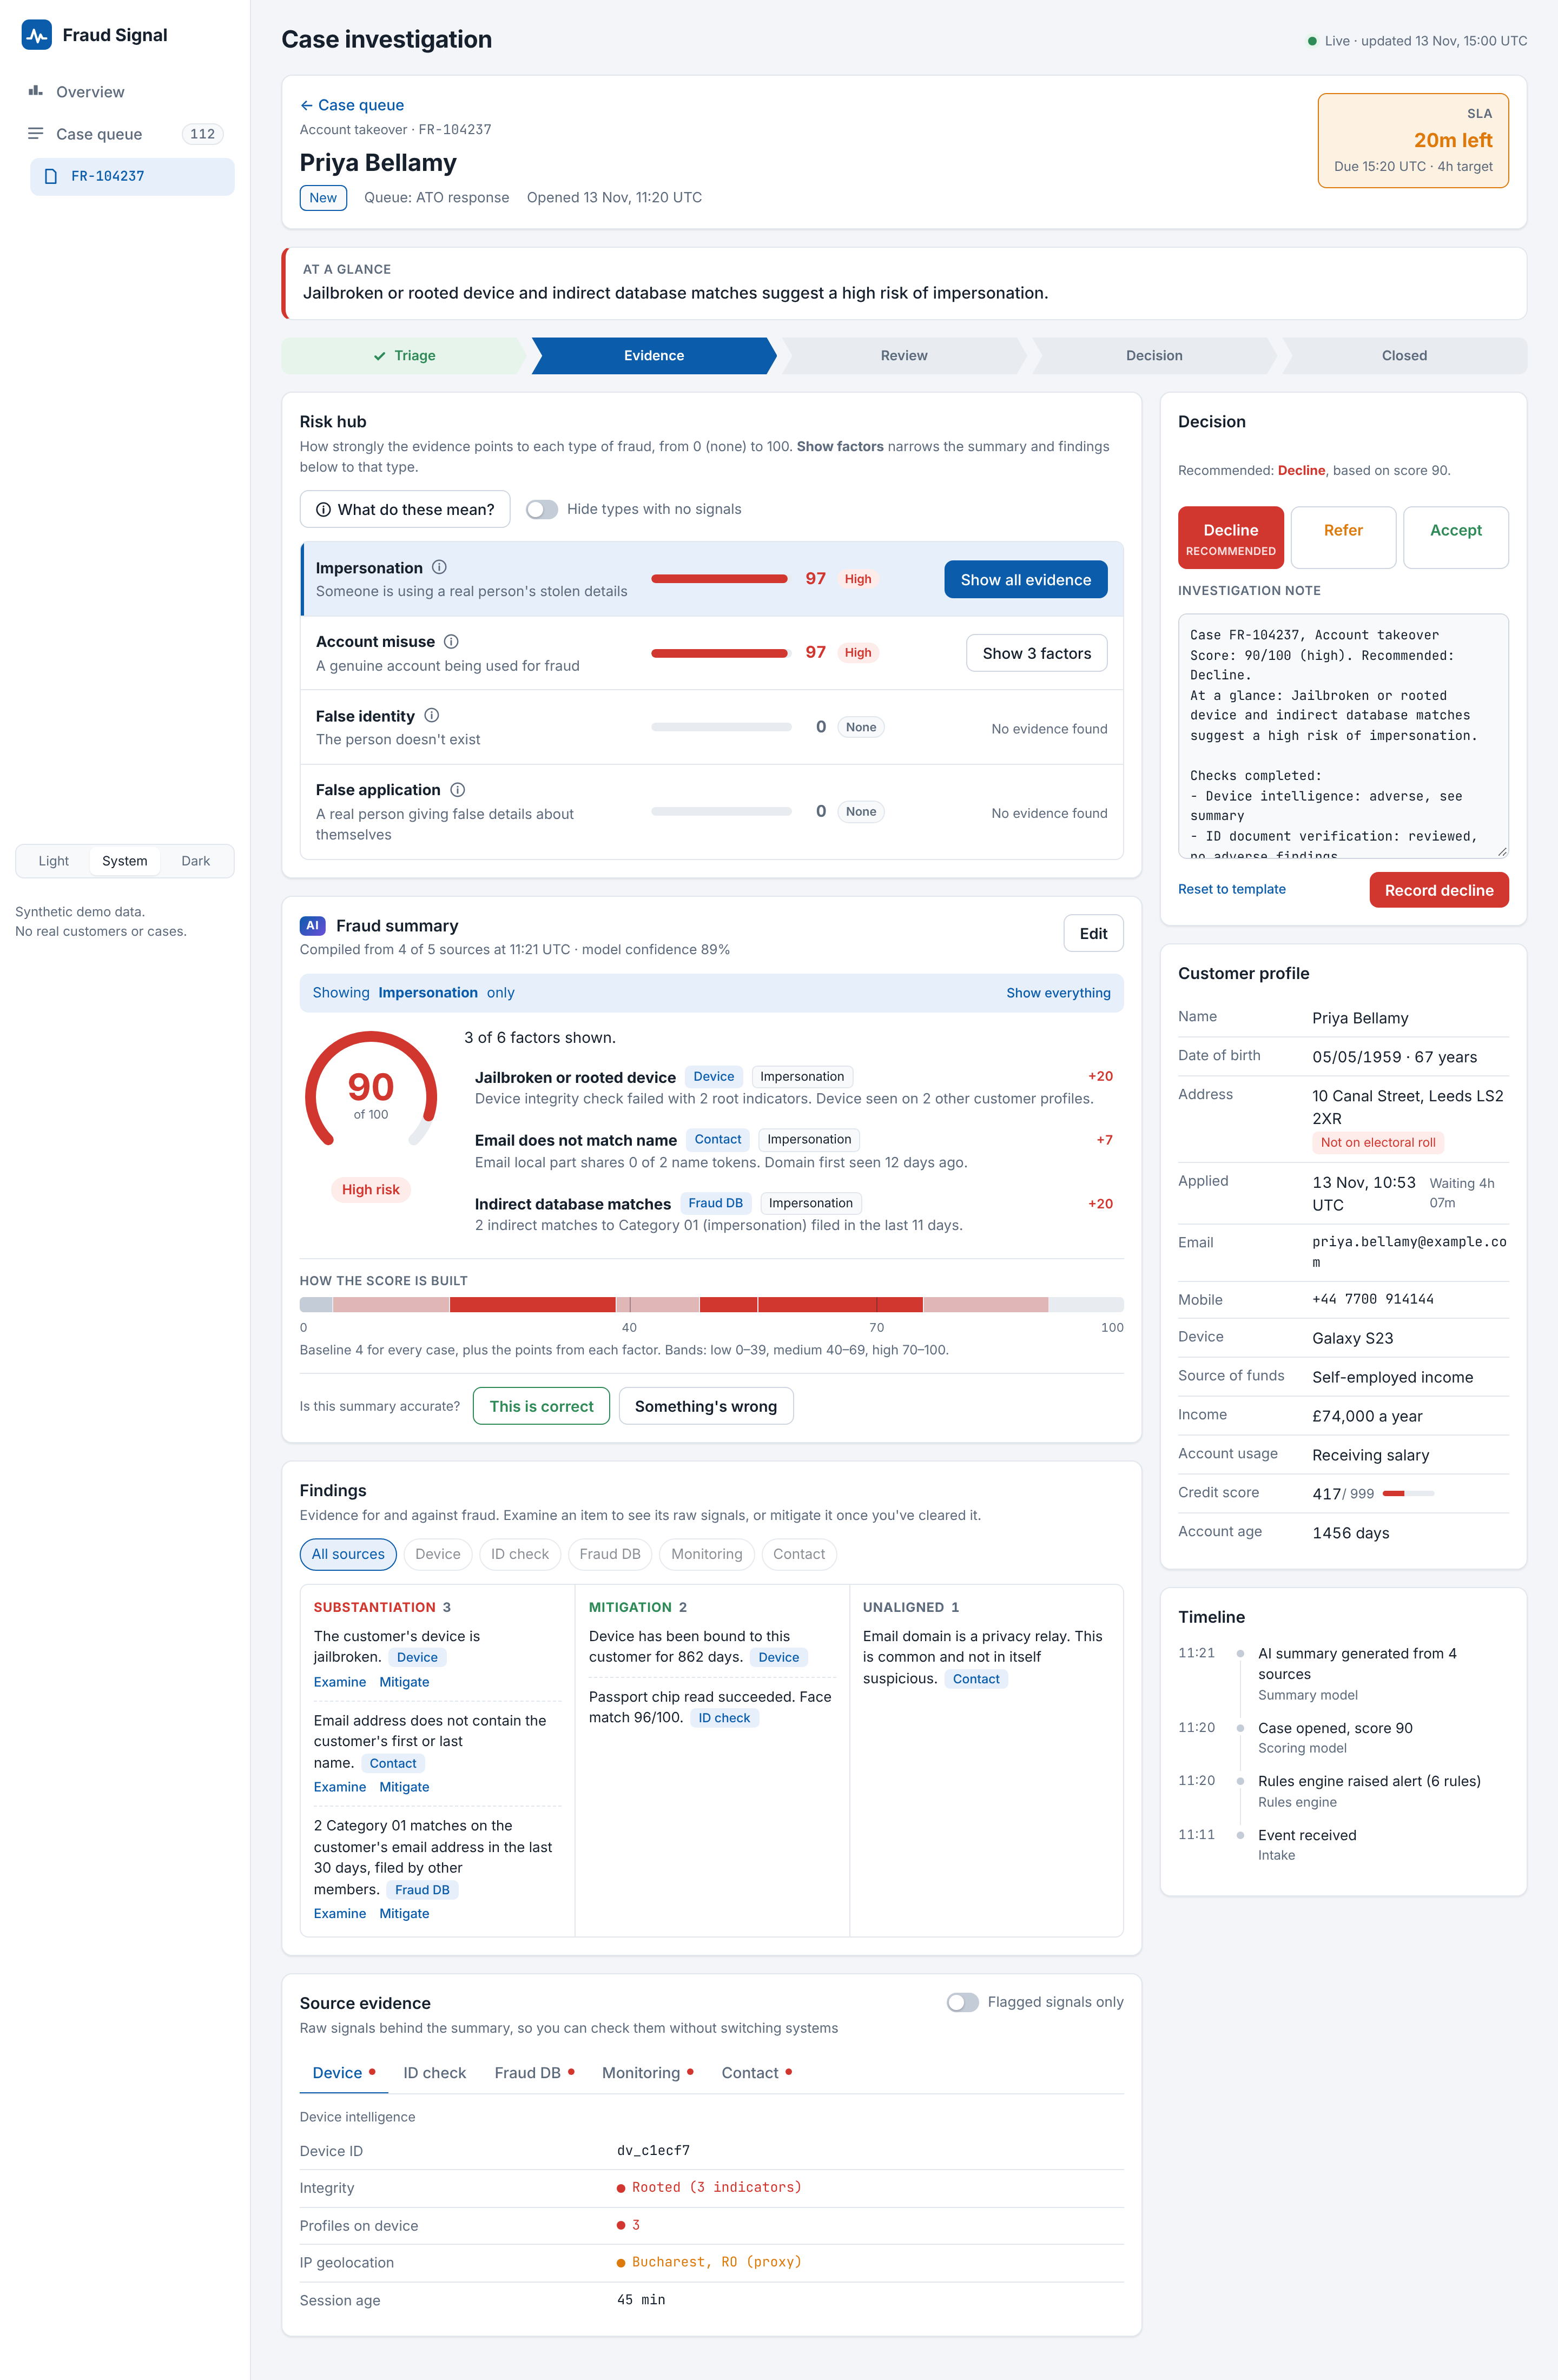 Fraud Signal
Overview
Case queue 112
FR-104237
Light System Dark
Synthetic demo data.
No real customers or cases.
Case investigation
Live · updated 13 Nov, 15:00 UTC
← Case queue
Account takeover · FR-104237
Priya Bellamy
New Queue: ATO response Opened 13 Nov, 11:20 UTC
SLA
20m left
Due 15:20 UTC · 4h target
AT A GLANCE
Jailbroken or rooted device and indirect database matches suggest a high risk of impersonation.
Triage Evidence Review Decision Closed
Risk hub
How strongly the evidence points to each type of fraud, from 0 (none) to 100. Show factors narrows the summary and findings
below to that type.
What do these mean? Hide types with no signals
Impersonation
Someone is using a real person's stolen details
97 High Show all evidence
Account misuse
A genuine account being used for fraud
97 High Show 3 factors
False identity
The person doesn't exist
0 None No evidence found
False application
A real person giving false details about
themselves
0 None No evidence found
AI Fraud summary
Compiled from 4 of 5 sources at 11:21 UTC · model confidence 89%
Edit
Showing Impersonation only Show everything
90
of 100
High risk
3 of 6 factors shown.
Jailbroken or rooted device Device Impersonation +20
Device integrity check failed with 2 root indicators. Device seen on 2 other customer profiles.
Email does not match name Contact Impersonation +7
Email local part shares 0 of 2 name tokens. Domain first seen 12 days ago.
Indirect database matches Fraud DB Impersonation +20
2 indirect matches to Category 01 (impersonation) filed in the last 11 days.
HOW THE SCORE IS BUILT
0 40 70 100
Baseline 4 for every case, plus the points from each factor. Bands: low 0–39, medium 40–69, high 70–100.
Is this summary accurate? This is correct Something's wrong
Findings
Evidence for and against fraud. Examine an item to see its raw signals, or mitigate it once you've cleared it.
All sources Device ID check Fraud DB Monitoring Contact
SUBSTANTIATION 3
The customer's device is
jailbroken. Device
Examine Mitigate
Email address does not contain the
customer's first or last
name. Contact
Examine Mitigate
2 Category 01 matches on the
customer's email address in the last
30 days, filed by other
members. Fraud DB
Examine Mitigate
MITIGATION 2
Device has been bound to this
customer for 862 days. Device
Passport chip read succeeded. Face
match 96/100. ID check
UNALIGNED 1
Email domain is a privacy relay. This
is common and not in itself
suspicious. Contact
Source evidence
Flagged signals only
Raw signals behind the summary, so you can check them without switching systems
Device ID check Fraud DB Monitoring Contact
Device intelligence
Device ID dv_c1ecf7
Integrity Rooted (3 indicators)
Profiles on device 3
IP geolocation Bucharest, RO (proxy)
Session age 45 min
Decision
Recommended: Decline, based on score 90.
Decline
RECOMMENDED
Refer
Accept
INVESTIGATION NOTE
Case FR-104237, Account takeover
Score: 90/100 (high). Recommended:
Decline.
At a glance: Jailbroken or rooted
device and indirect database matches
suggest a high risk of impersonation.
Checks completed:
- Device intelligence: adverse, see
summary
- ID document verification: reviewed,
no adverse findings
Reset to template Record decline
Customer profile
Name Priya Bellamy
Date of birth 05/05/1959 · 67 years
Address 10 Canal Street, Leeds LS2
2XR
Not on electoral roll
Applied 13 Nov, 10:53
UTC
Waiting 4h
07m
Email priya.bellamy@example.co
m
Mobile +44 7700 914144
Device Galaxy S23
Source of funds Self-employed income
Income £74,000 a year
Account usage Receiving salary
Credit score 417/ 999
Account age 1456 days
Timeline
11:21 AI summary generated from 4
sources
Summary model
11:20 Case opened, score 90
Scoring model
11:20 Rules engine raised alert (6 rules)
Rules engine
11:11 Event received
Intake